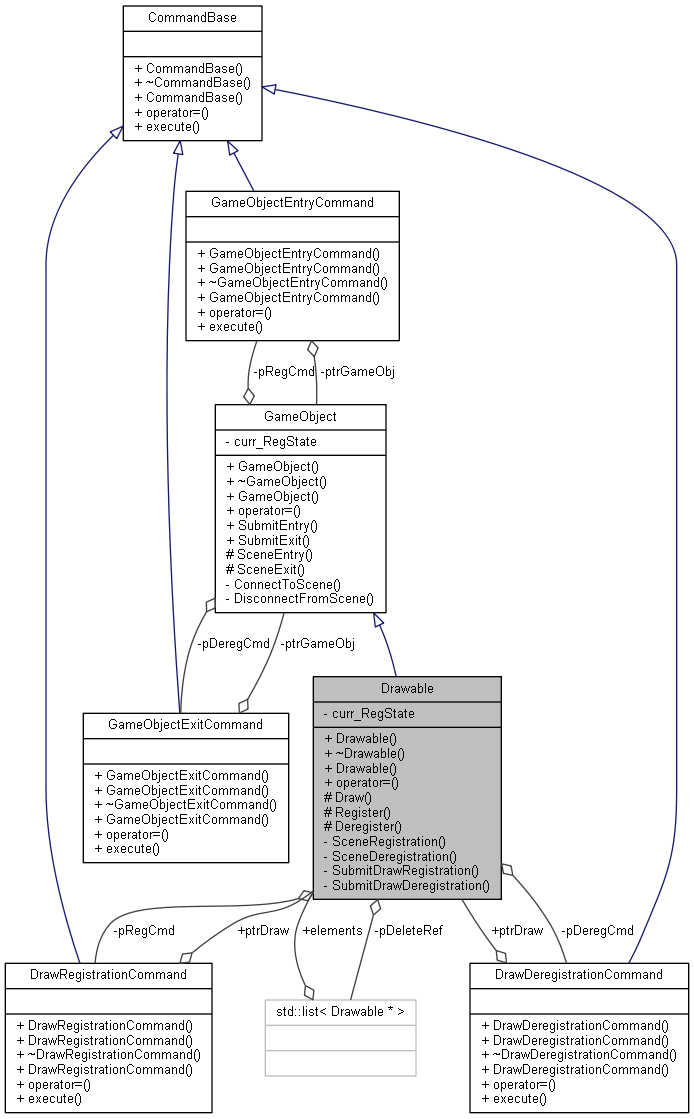 CommandBase
+ CommandBase()
+ ~CommandBase()
+ CommandBase()
+ operator=()
+ execute()
GameObjectEntryCommand
+ GameObjectEntryCommand()
+ GameObjectEntryCommand()
+ ~GameObjectEntryCommand()
+ GameObjectEntryCommand()
+ operator=()
+ execute()
-pRegCmd
-ptrGameObj
GameObject
- curr_RegState
+ GameObject()
+ ~GameObject()
+ GameObject()
+ operator=()
+ SubmitEntry()
+ SubmitExit()
# SceneEntry()
# SceneExit()
- ConnectToScene()
- DisconnectFromScene()
-pDeregCmd
-ptrGameObj
GameObjectExitCommand
+ GameObjectExitCommand()
+ GameObjectExitCommand()
+ ~GameObjectExitCommand()
+ GameObjectExitCommand()
+ operator=()
+ execute()
Drawable
- curr_RegState
+ Drawable()
+ ~Drawable()
+ Drawable()
+ operator=()
# Draw()
# Register()
# Deregister()
- SceneRegistration()
- SceneDeregistration()
- SubmitDrawRegistration()
- SubmitDrawDeregistration()
-pRegCmd
+ptrDraw
+elements
-pDeleteRef
+ptrDraw
-pDeregCmd
DrawRegistrationCommand
+ DrawRegistrationCommand()
+ DrawRegistrationCommand()
+ ~DrawRegistrationCommand()
+ DrawRegistrationCommand()
+ operator=()
+ execute()
std::list< Drawable * >
DrawDeregistrationCommand
+ DrawDeregistrationCommand()
+ DrawDeregistrationCommand()
+ ~DrawDeregistrationCommand()
+ DrawDeregistrationCommand()
+ operator=()
+ execute()